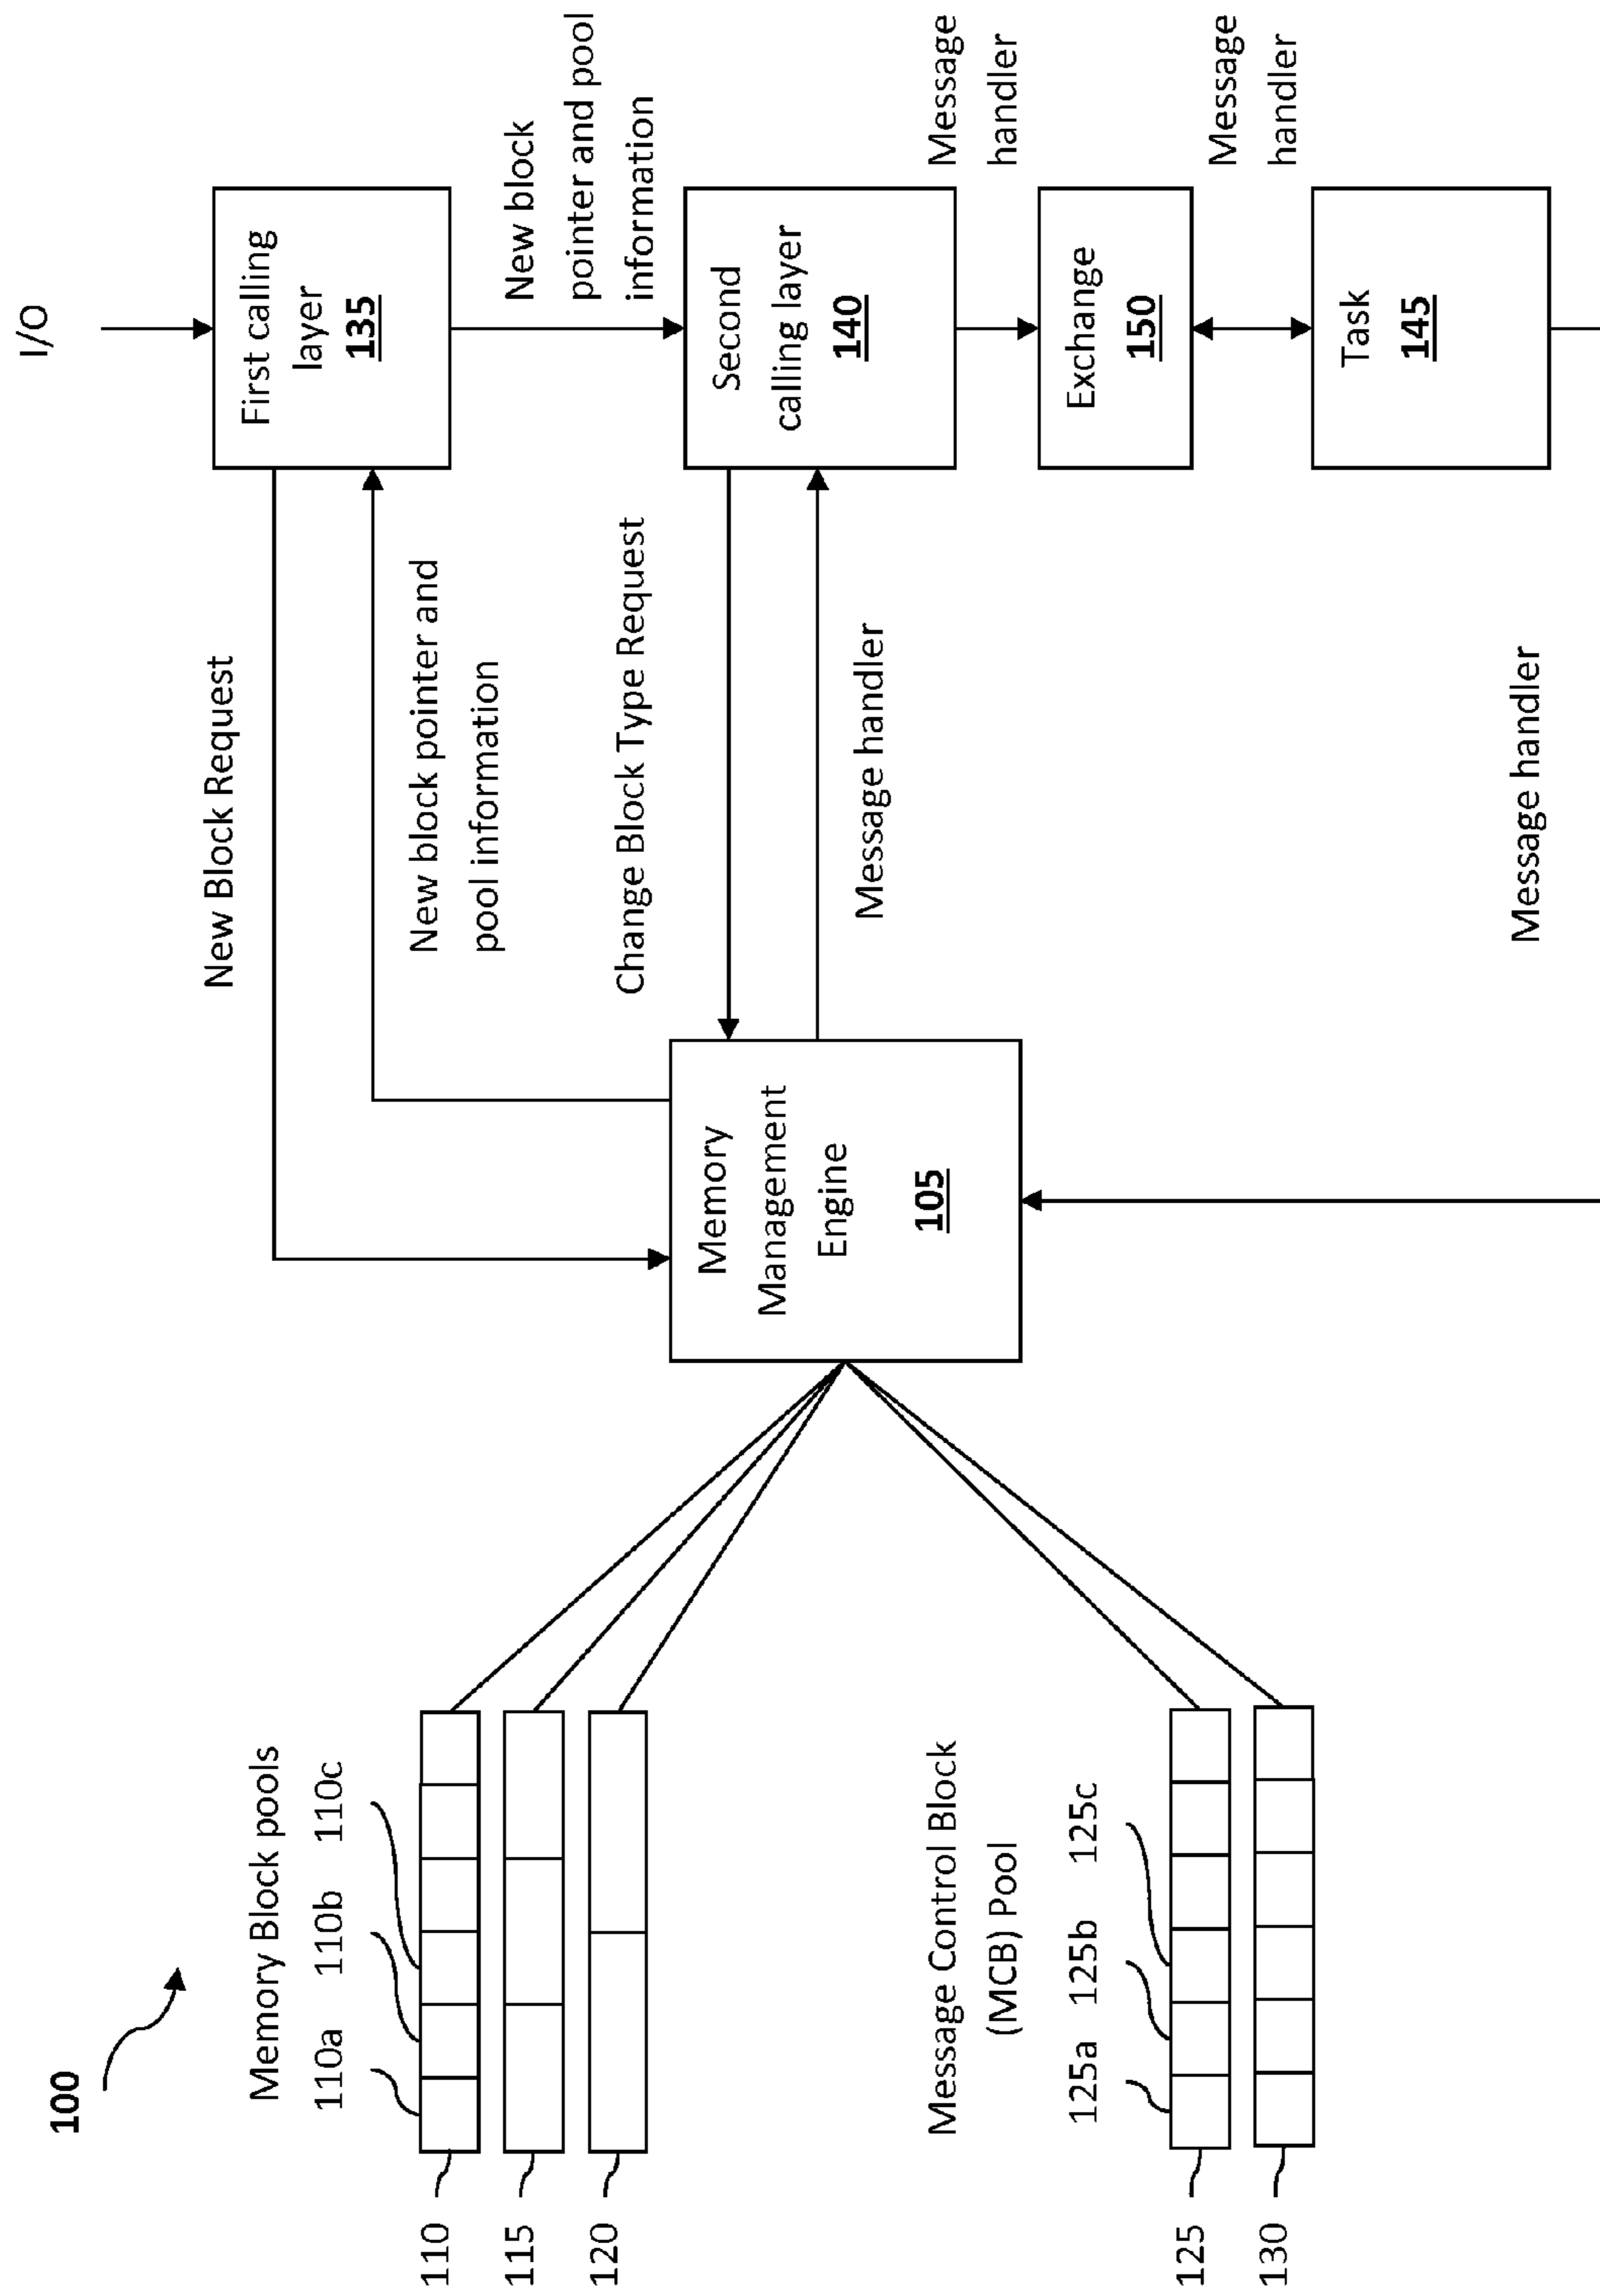 100
Memory Block pools
110a
110b
110c
110
115
120
Message Control Block
(MCB) Pool
125a
125b
125c
125
130
Memory
Management
Engine
105
New Block Request
New block pointer and
pool information
Change Block Type Request
Message handler
Message handler
I/O
First calling
layer
135
New block
pointer and pool
information
Second
calling layer
140
Message
handler
Exchange
150
Message
handler
Task
145